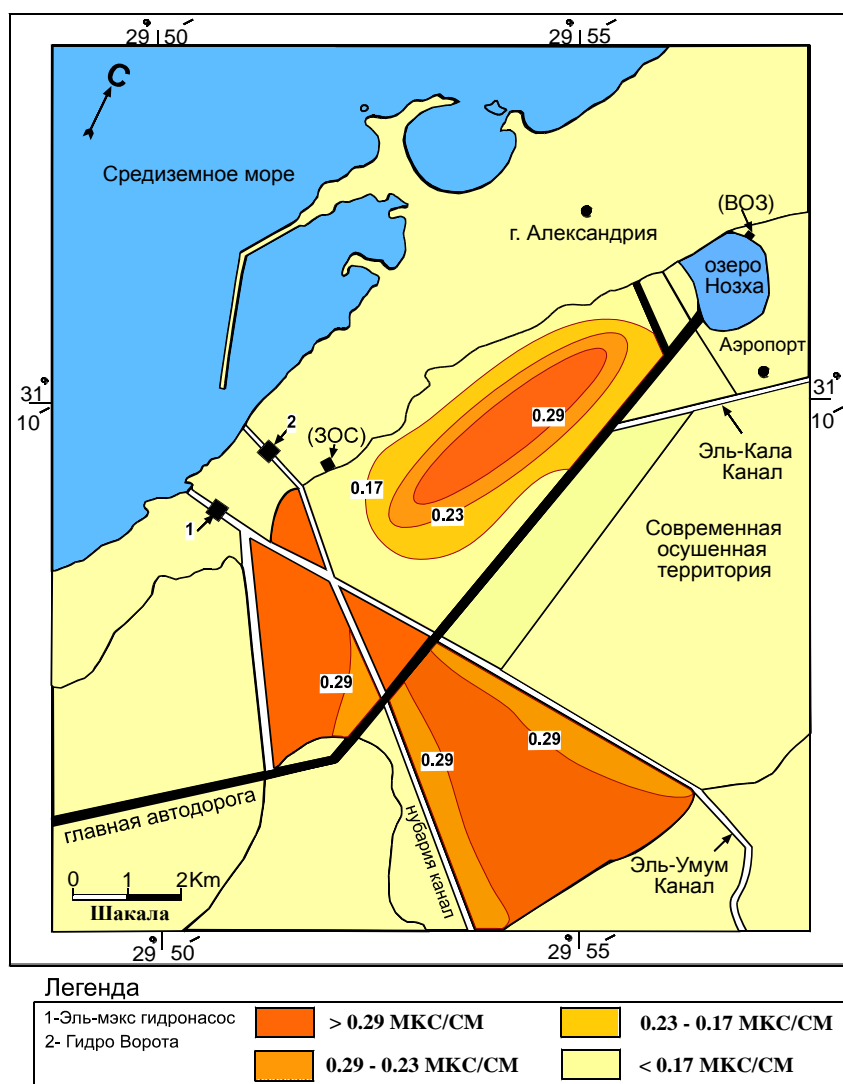 29 50
29 55
С
Средиземное море
(ВОЗ)
г. Александрия
озеро
Нозха
Аэропорт
31
10
31
10
0.29
2
(ЗОС)
Эль-Кала
Канал
0.17
0.23
1
Современная
осушенная
территория
0.29
0.29
0.29
главная автодорога
нубария канал
Эль-Умум
Канал
0 1 2Km
Шакала
29 50
29 55
Легенда
1-Эль-мэкс гидронасос
2- Гидро Ворота
> 0.29 МКС/СМ
0.29 - 0.23 МКС/СМ
0.23 - 0.17 МКС/СМ
< 0.17 МКС/СМ